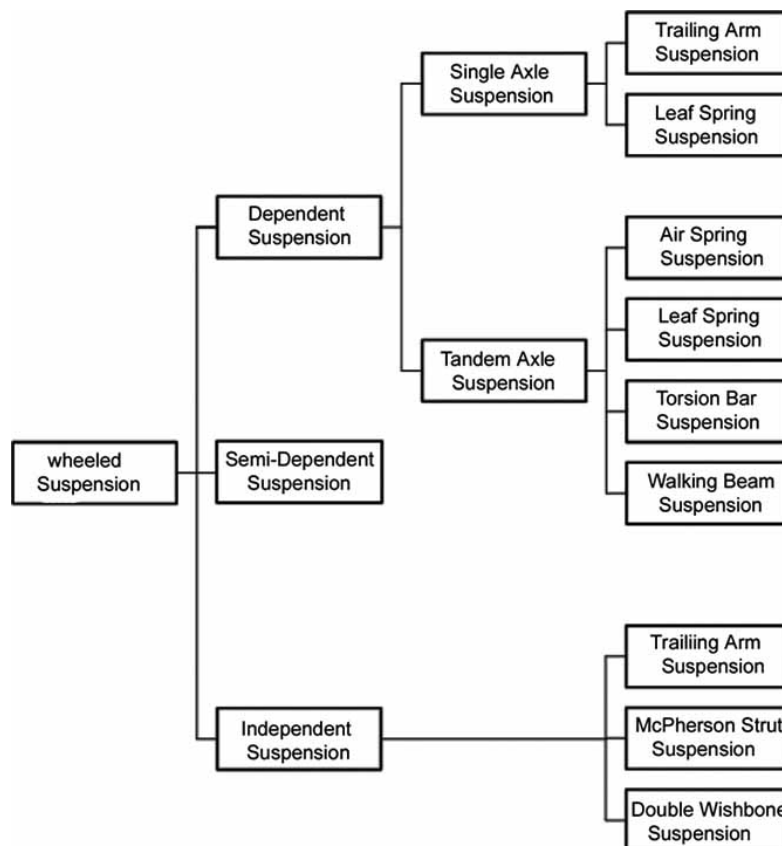 Trailing Arm
Suspension
Single Axle
Suspension
Leaf Spring
Suspension
Dependent
Suspension
Air Spring
Suspension
Leaf Spring
Suspension
Tandem Axle
Suspension
Torsion Bar
Suspension
wheeled
Suspension
Semi-Dependent
Suspension
Walking Beam
Suspension
Trailiing Arm
Suspension
Independent
Suspension
McPherson Strut
Suspension
Double Wishbone
Suspension